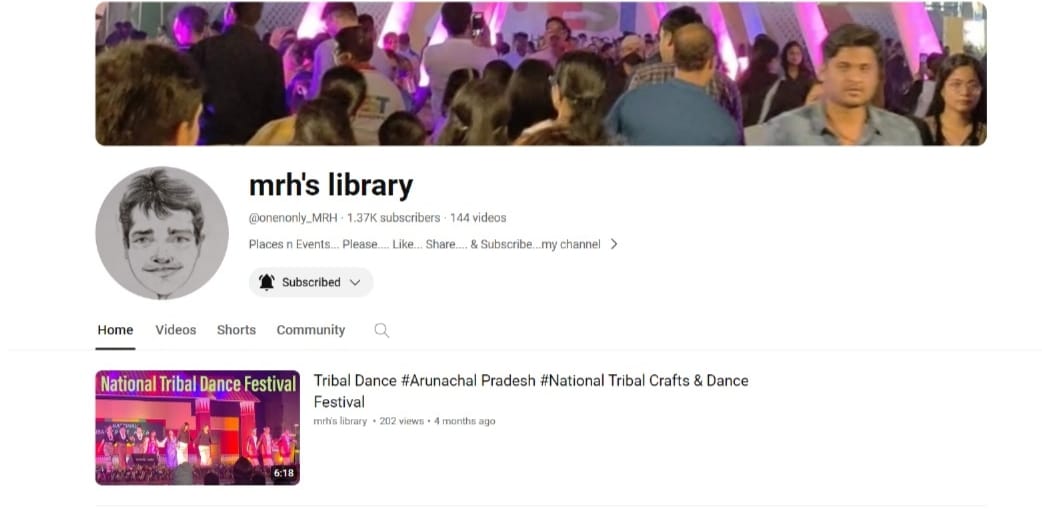 mrh's library
@onenonly_MRH · 1.37K subscribers · 144 videos
Places n Events... Please.... Like... Share.... & Subscribe...my channel
Subscribed
Home Videos Shorts Community
National Tribal Dance Festival
6:18
Tribal Dance #Arunachal Pradesh #National Tribal Crafts & Dance
Festival
mrh's library • 202 views • 4 months ago